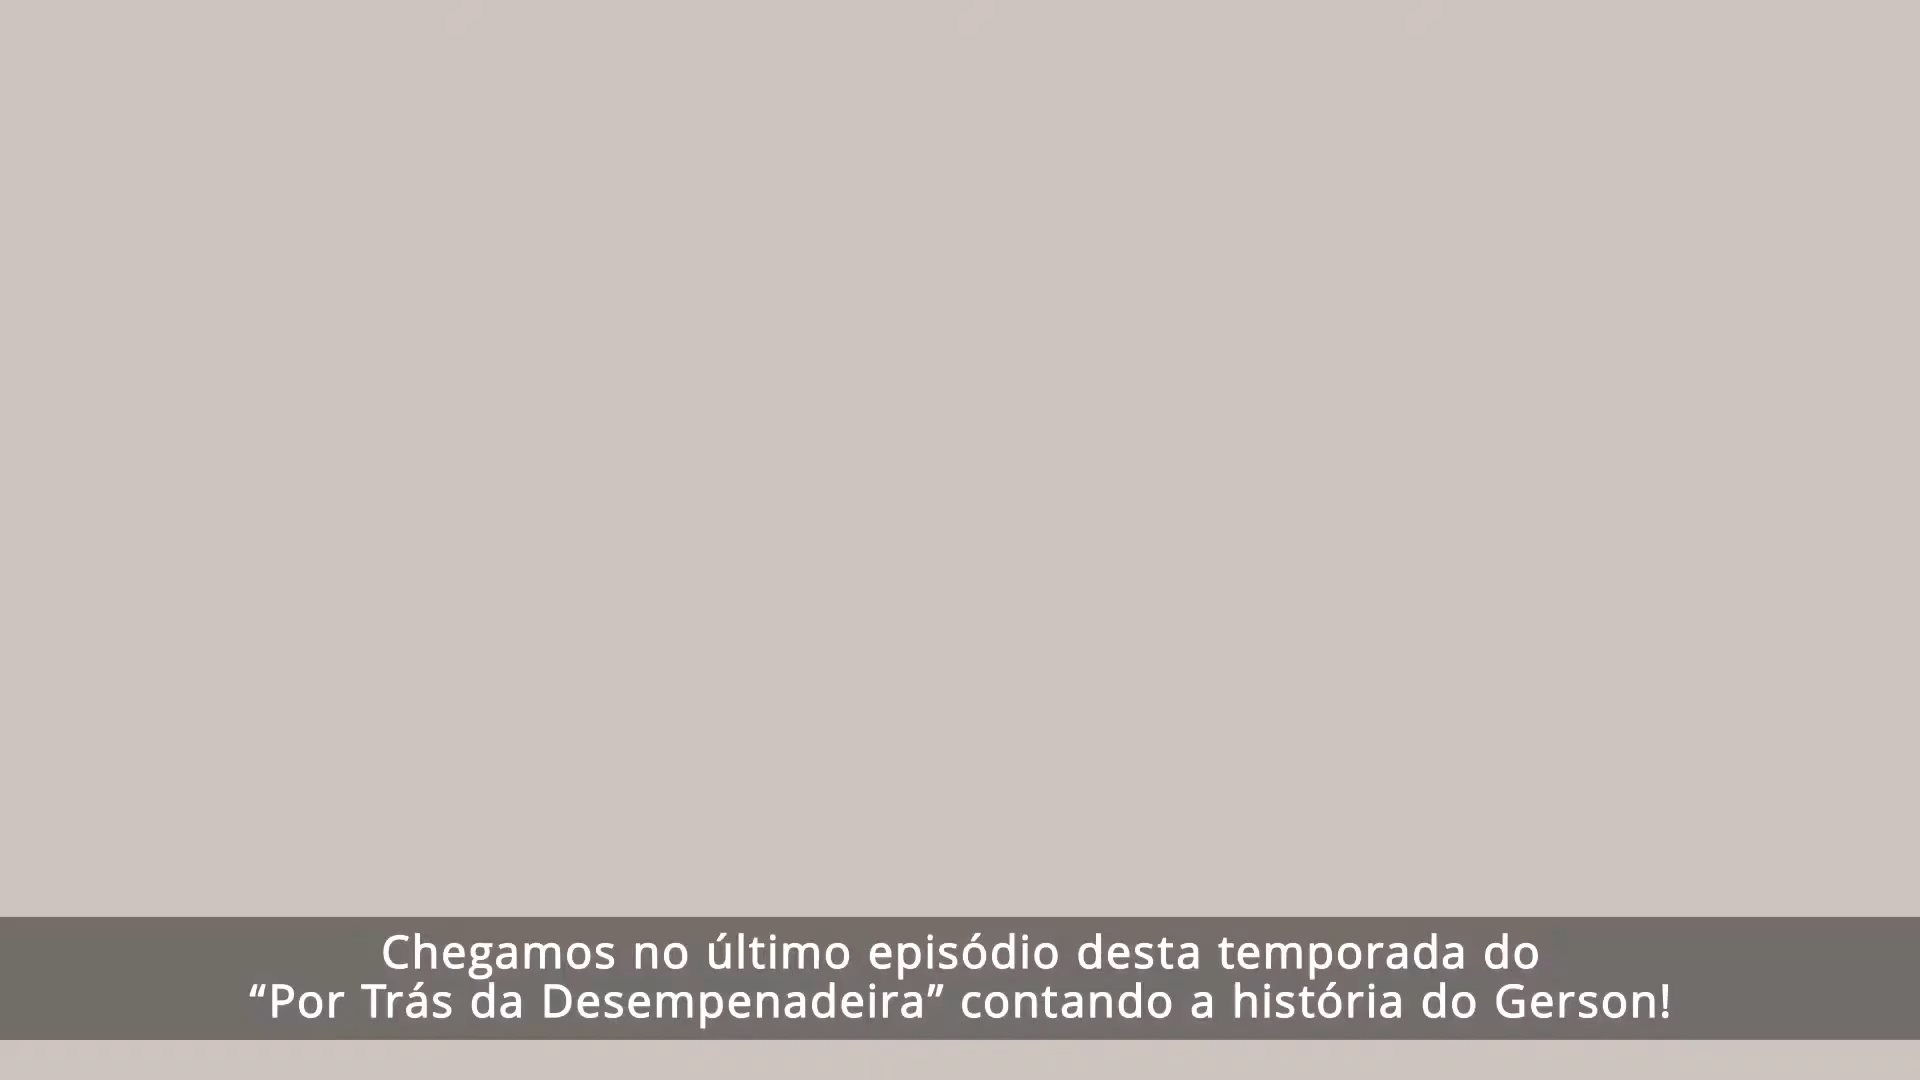 Chegamos no último episódio desta temporada do
“Por Trás da Desempenadeira” contando a história do Gerson!